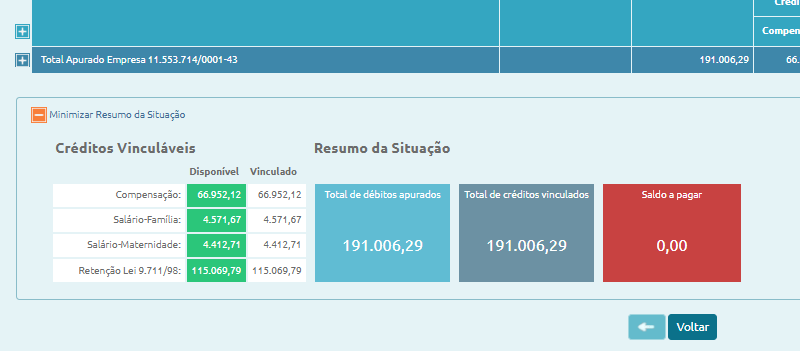 Compens
Total Apurado Empresa 11.553.714/0001-43 191.006,29 66.
Minimizar Resumo da Situação
Créditos Vinculáveis Resumo da Situação
Disponível Vinculado
Compensação: 66.952,12 66.952,12
Salário-Família: 4.571,67 4.571,67
Salário-Maternidade: 4.412,71 4.412,71
Retenção Lei 9.711/98: 115.069,79 115.069,79
Total de débitos apurados
191.006,29
Total de créditos vinculados
191.006,29
Saldo a pagar
0,00
Voltar